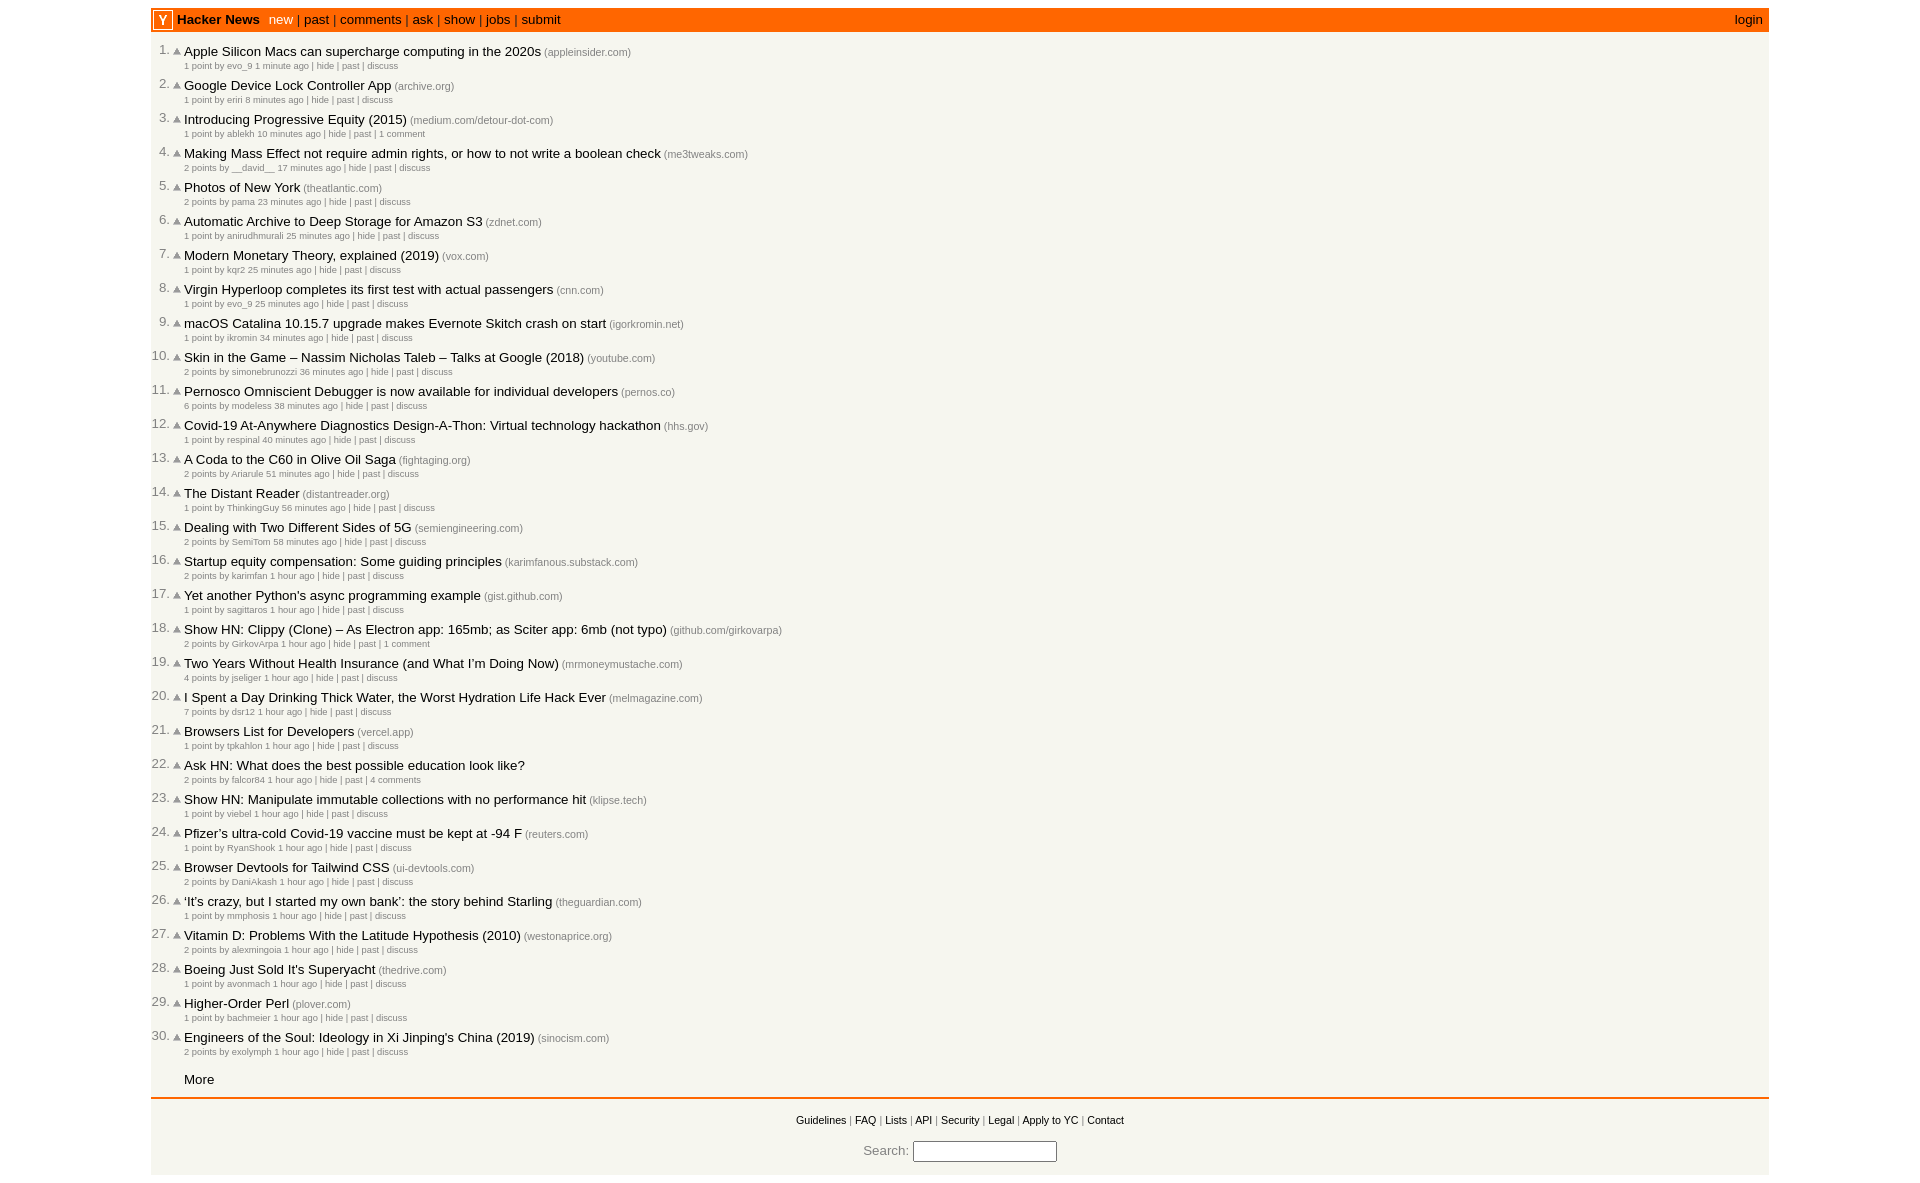 Y Hacker News new | past | comments | ask | show | jobs | submit login
1. Apple Silicon Macs can supercharge computing in the 2020s (appleinsider.com)
1 point by evo_9 1 minute ago | hide | past | discuss
2. Google Device Lock Controller App (archive.org)
1 point by eriri 8 minutes ago | hide | past | discuss
3. Introducing Progressive Equity (2015) (medium.com/detour-dot-com)
1 point by ablekh 10 minutes ago | hide | past | 1 comment
4. Making Mass Effect not require admin rights, or how to not write a boolean check (me3tweaks.com)
2 points by __david__ 17 minutes ago | hide | past | discuss
5. Photos of New York (theatlantic.com)
2 points by pama 23 minutes ago | hide | past | discuss
6. Automatic Archive to Deep Storage for Amazon S3 (zdnet.com)
1 point by anirudhmurali 25 minutes ago | hide | past | discuss
7. Modern Monetary Theory, explained (2019) (vox.com)
1 point by kqr2 25 minutes ago | hide | past | discuss
8. Virgin Hyperloop completes its first test with actual passengers (cnn.com)
1 point by evo_9 25 minutes ago | hide | past | discuss
9. macOS Catalina 10.15.7 upgrade makes Evernote Skitch crash on start (igorkromin.net)
1 point by ikromin 34 minutes ago | hide | past | discuss
10. Skin in the Game – Nassim Nicholas Taleb – Talks at Google (2018) (youtube.com)
2 points by simonebrunozzi 36 minutes ago | hide | past | discuss
11. Pernosco Omniscient Debugger is now available for individual developers (pernos.co)
6 points by modeless 38 minutes ago | hide | past | discuss
12. Covid-19 At-Anywhere Diagnostics Design-A-Thon: Virtual technology hackathon (hhs.gov)
1 point by respinal 40 minutes ago | hide | past | discuss
13. A Coda to the C60 in Olive Oil Saga (fightaging.org)
2 points by Ariarule 51 minutes ago | hide | past | discuss
14. The Distant Reader (distantreader.org)
1 point by ThinkingGuy 56 minutes ago | hide | past | discuss
15. Dealing with Two Different Sides of 5G (semiengineering.com)
2 points by SemiTom 58 minutes ago | hide | past | discuss
16. Startup equity compensation: Some guiding principles (karimfanous.substack.com)
2 points by karimfan 1 hour ago | hide | past | discuss
17. Yet another Python's async programming example (gist.github.com)
1 point by sagittaros 1 hour ago | hide | past | discuss
18. Show HN: Clippy (Clone) – As Electron app: 165mb; as Sciter app: 6mb (not typo) (github.com/girkovarpa)
2 points by GirkovArpa 1 hour ago | hide | past | 1 comment
19. Two Years Without Health Insurance (and What I’m Doing Now) (mrmoneymustache.com)
4 points by jseliger 1 hour ago | hide | past | discuss
20. I Spent a Day Drinking Thick Water, the Worst Hydration Life Hack Ever (melmagazine.com)
7 points by dsr12 1 hour ago | hide | past | discuss
21. Browsers List for Developers (vercel.app)
1 point by tpkahlon 1 hour ago | hide | past | discuss
22. Ask HN: What does the best possible education look like?
2 points by falcor84 1 hour ago | hide | past | 4 comments
23. Show HN: Manipulate immutable collections with no performance hit (klipse.tech)
1 point by viebel 1 hour ago | hide | past | discuss
24. Pfizer’s ultra-cold Covid-19 vaccine must be kept at -94 F (reuters.com)
1 point by RyanShook 1 hour ago | hide | past | discuss
25. Browser Devtools for Tailwind CSS (ui-devtools.com)
2 points by DaniAkash 1 hour ago | hide | past | discuss
26. ‘It’s crazy, but I started my own bank’: the story behind Starling (theguardian.com)
1 point by mmphosis 1 hour ago | hide | past | discuss
27. Vitamin D: Problems With the Latitude Hypothesis (2010) (westonaprice.org)
2 points by alexmingoia 1 hour ago | hide | past | discuss
28. Boeing Just Sold It's Superyacht (thedrive.com)
1 point by avonmach 1 hour ago | hide | past | discuss
29. Higher-Order Perl (plover.com)
1 point by bachmeier 1 hour ago | hide | past | discuss
30. Engineers of the Soul: Ideology in Xi Jinping's China (2019) (sinocism.com)
2 points by exolymph 1 hour ago | hide | past | discuss
More
Guidelines | FAQ | Lists | API | Security | Legal | Apply to YC | Contact
Search: